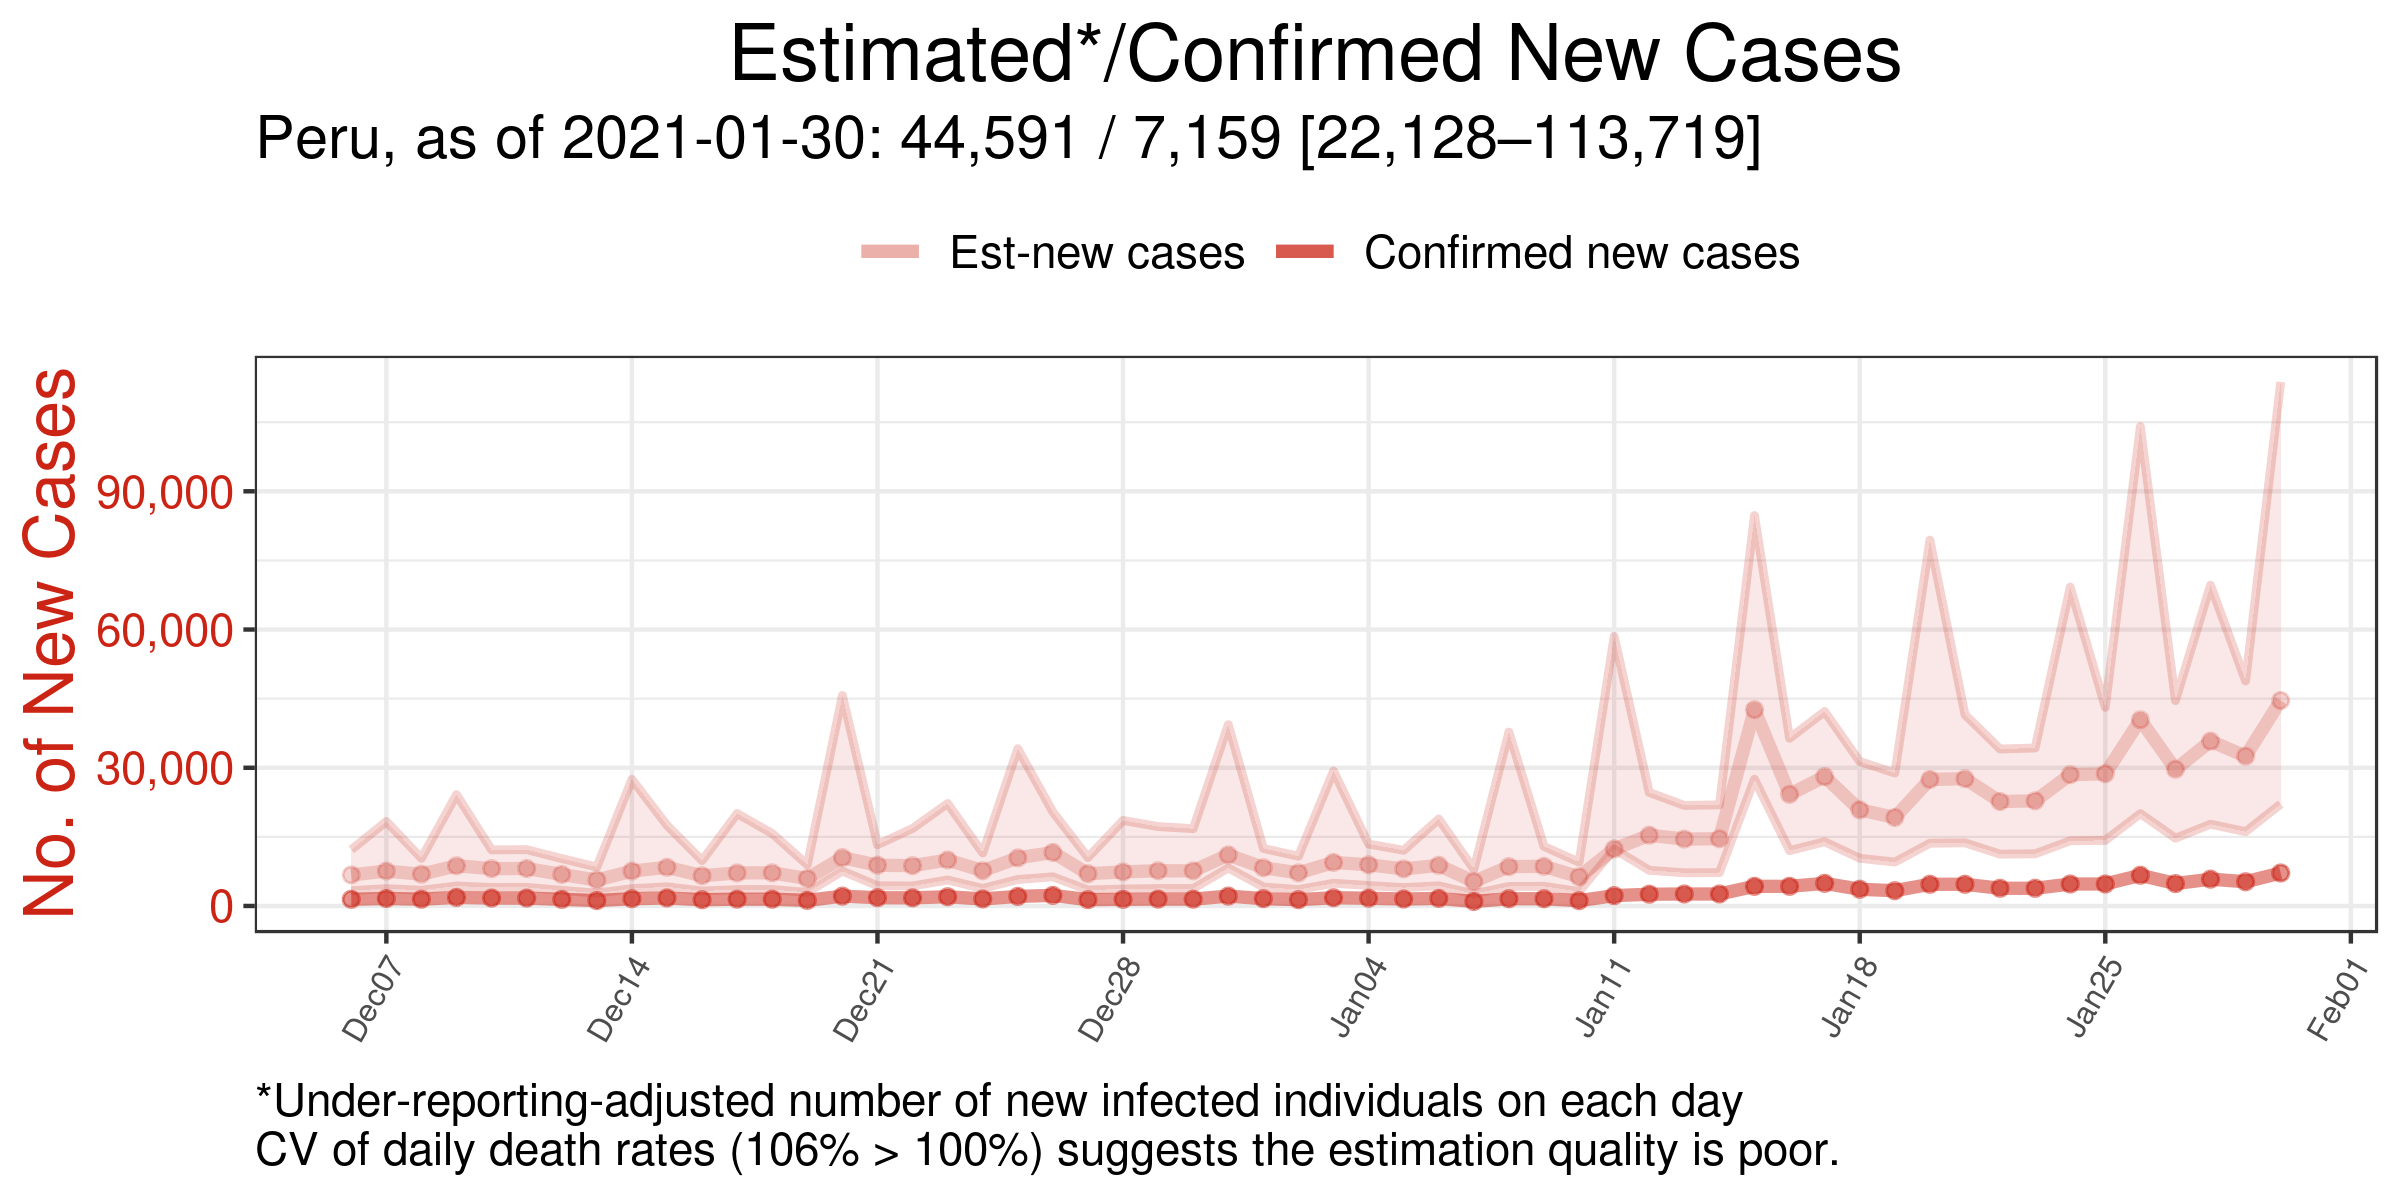 Estimated*/Confirmed New Cases
Peru, as of 2021-01-30: 44,591 / 7,159 [22,128–113,719]
Est-new cases
Confirmed new cases
No. of New Cases
90,000
60,000
30,000
0
Dec07
Dec14
Dec21
Dec28
Jan04
Jan11
Jan18
Jan25
Feb01
*Under-reporting-adjusted number of new infected individuals on each day
CV of daily death rates (106% > 100%) suggests the estimation quality is poor.